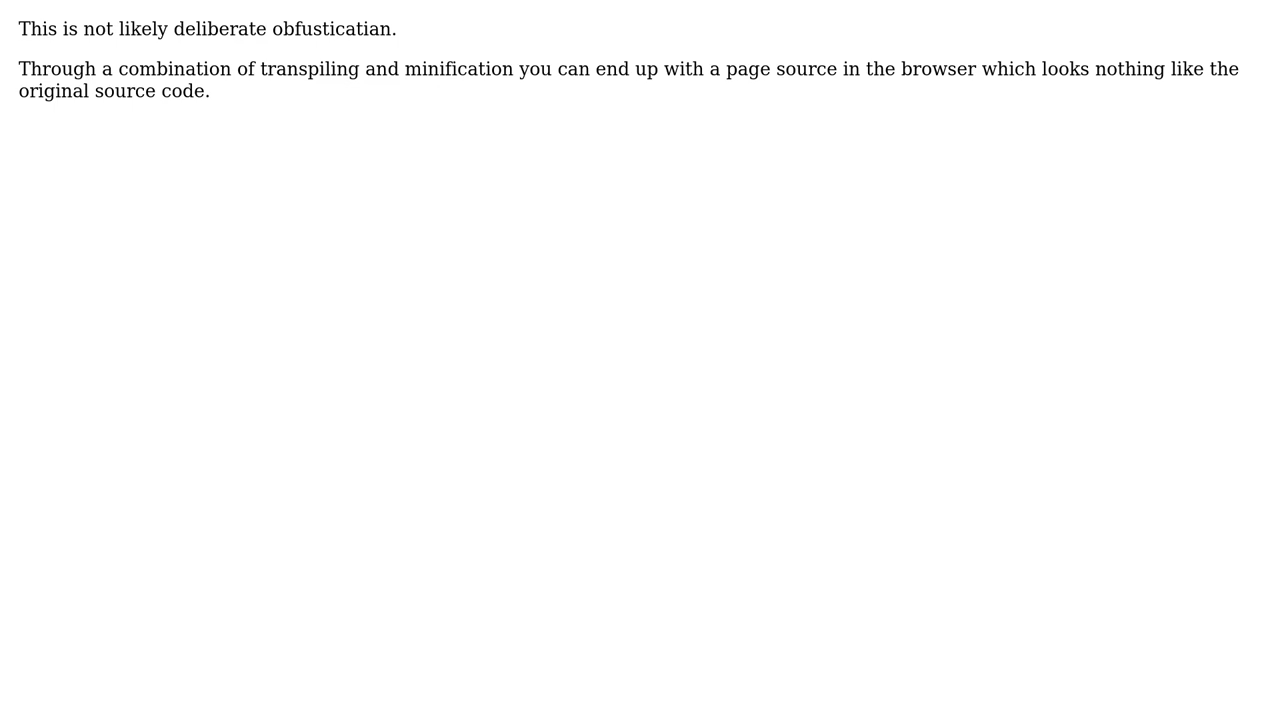 This is not likely deliberate obfusticatian.
Through a combination of transpiling and minification you can end up with a page source in the browser which looks nothing like the
original source code.